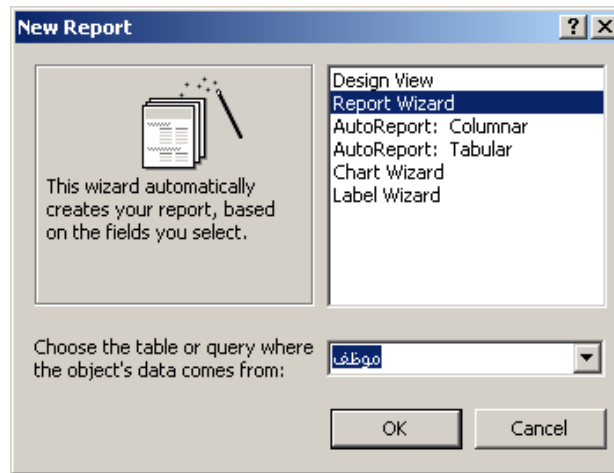 New Report
Design View
Report Wizard
AutoReport: Columnar
AutoReport: Tabular
Chart Wizard
Label Wizard
This wizard automatically
creates your report, based
on the fields you select.
Choose the table or query where
the object's data comes from:
موظف
OK
Cancel